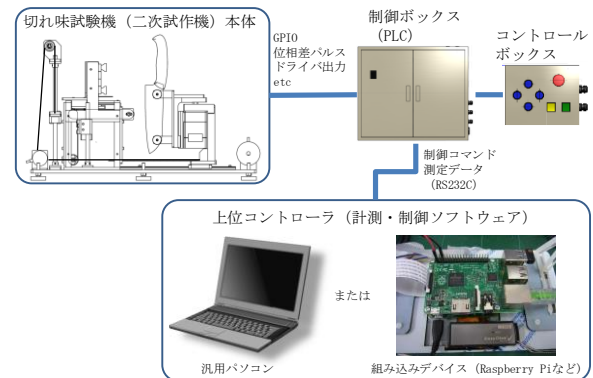 切れ味試験機（二次試作機）本体
GPIO
位相差パルス
ドライバ出力
etc
制御ボックス
（PLC）
コントロール
ボックス
制御コマンド
測定データ
（RS232C）
上位コントローラ（計測・制御ソフトウェア）
または
汎用パソコン
組み込みデバイス（Raspberry Piなど）